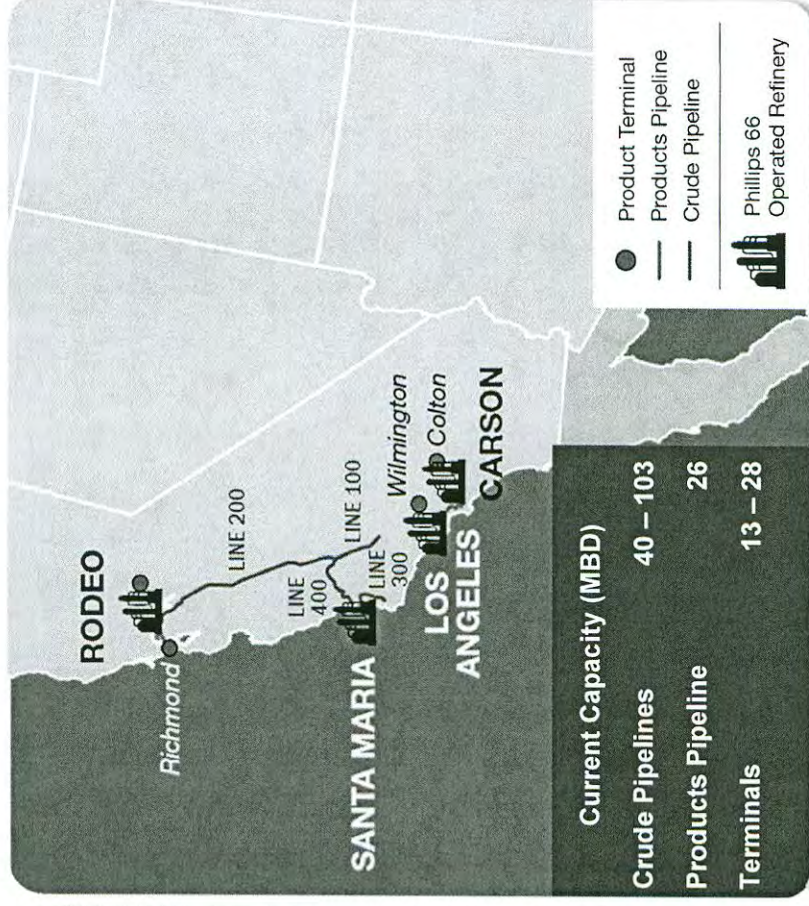 RODEO
Richmond
LINE 200
LINE
400
LINE 100
LINE
300
SANTA MARIA
Wilmington
LOS
ANGELES
Colton
CARSON
Current Capacity (MBD)
Crude Pipelines 40 – 103
Products Pipeline 26
Terminals 13 – 28
Product Terminal
Products Pipeline
Crude Pipeline
Phillips 66
Operated Refinery